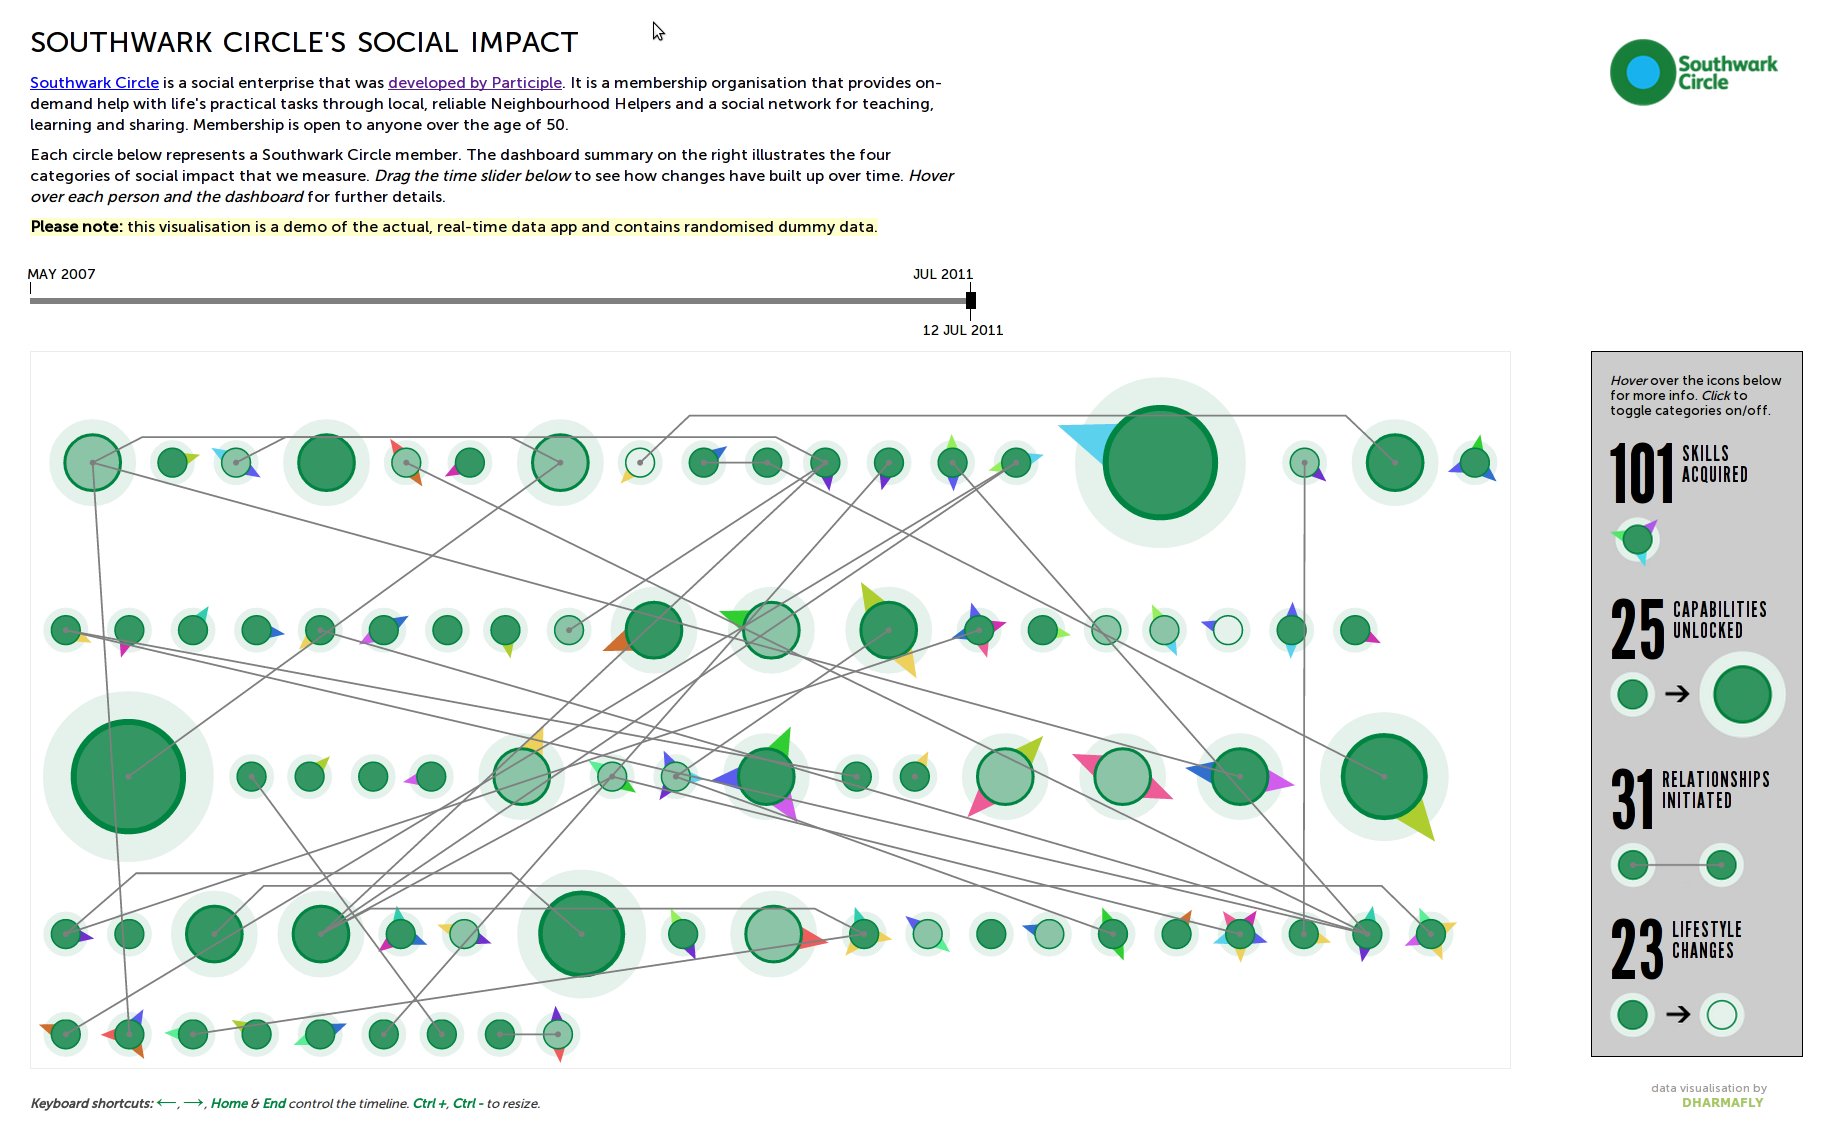 SOUTHWARK CIRCLE'S SOCIAL IMPACT
Southwark Circle is a social enterprise that was developed by Participle. It is a membership organisation that provides on-
demand help with life's practical tasks through local, reliable Neighbourhood Helpers and a social network for teaching,
learning and sharing. Membership is open to anyone over the age of 50.
Each circle below represents a Southwark Circle member. The dashboard summary on the right illustrates the four
categories of social impact that we measure. Drag the time slider below to see how changes have built up over time. Hover
over each person and the dashboard for further details.
Please note: this visualisation is a demo of the actual, real-time data app and contains randomised dummy data.
Southwark
Circle
MAY 2007
JUL 2011
12 JUL 2011
Hover over the icons below
for more info. Click to
toggle categories on/off.
101 SKILLS
ACQUIRED
25 CAPABILITIES
UNLOCKED
31 RELATIONSHIPS
INITIATED
23 LIFESTYLE
CHANGES
Keyboard shortcuts: ←, →, Home & End control the timeline. Ctrl +, Ctrl - to resize.
data visualisation by
DHARMAFLY